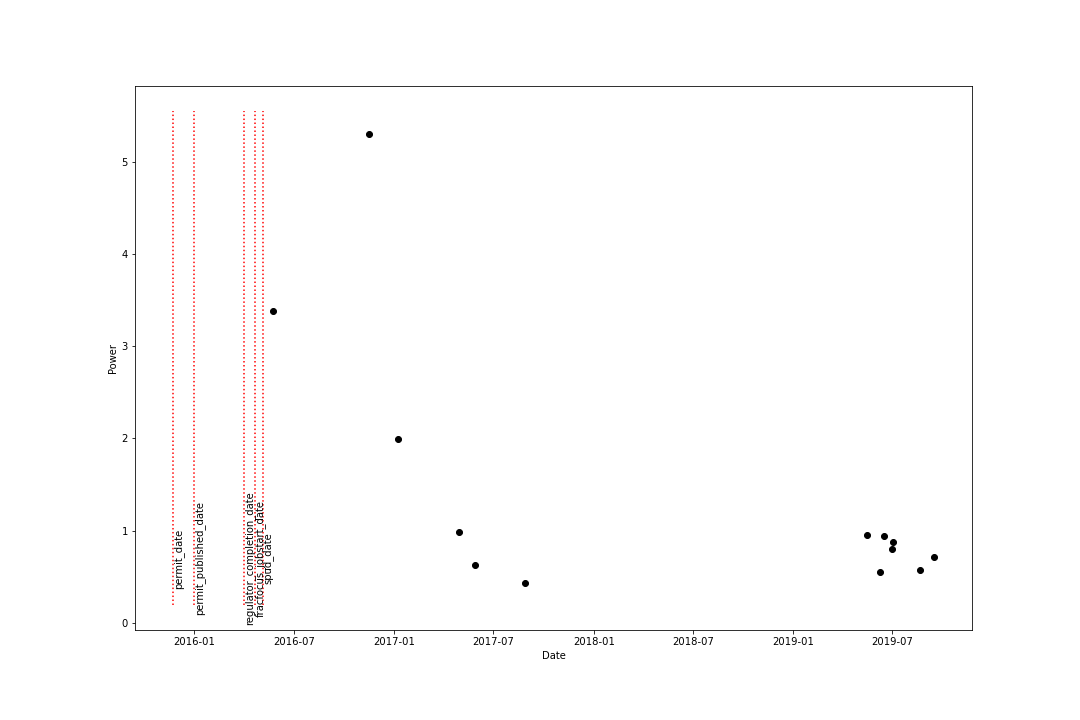 5
4
3
2
1
0
Power
permit_date
permit_published_date
regulator_completion_date
fracfocus_jobstart_date
spud_date
2016-01
2016-07
2017-01
2017-07
2018-01
2018-07
2019-01
2019-07
Date